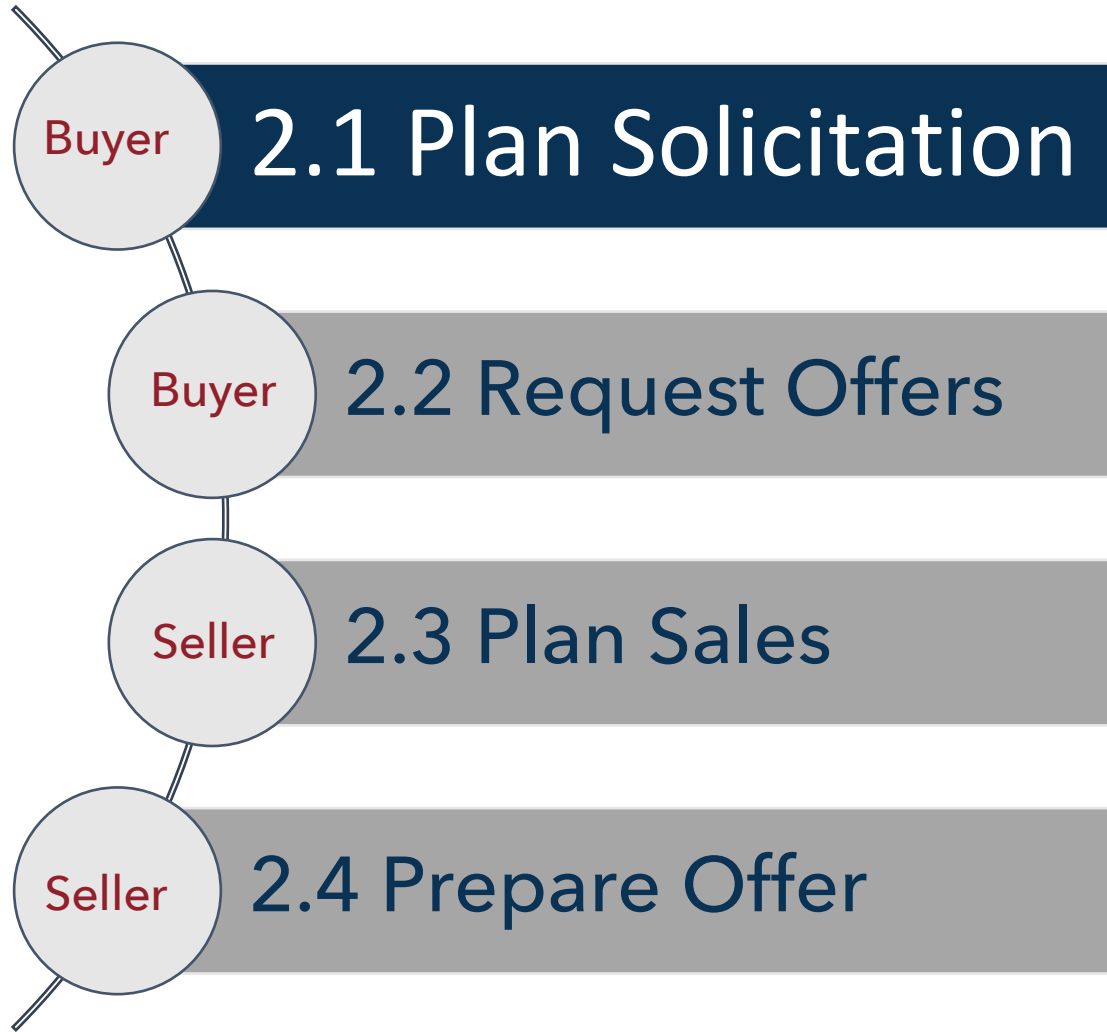 Buyer
2.1 Plan Solicitation
Buyer
2.2 Request Offers
Seller
2.3 Plan Sales
Seller
2.4 Prepare Offer